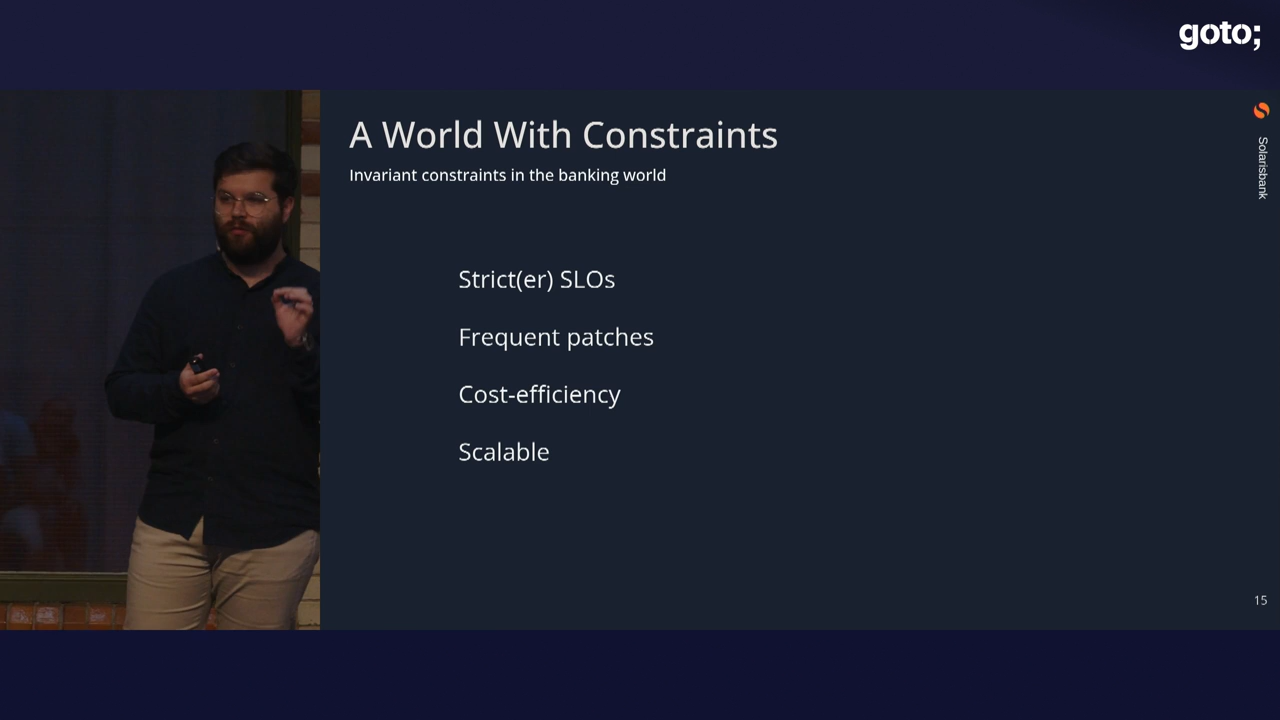 goto;
A World With Constraints
Invariant constraints in the banking world
Solarisbank
Strict(er) SLOs
Frequent patches
Cost-efficiency
Scalable
15